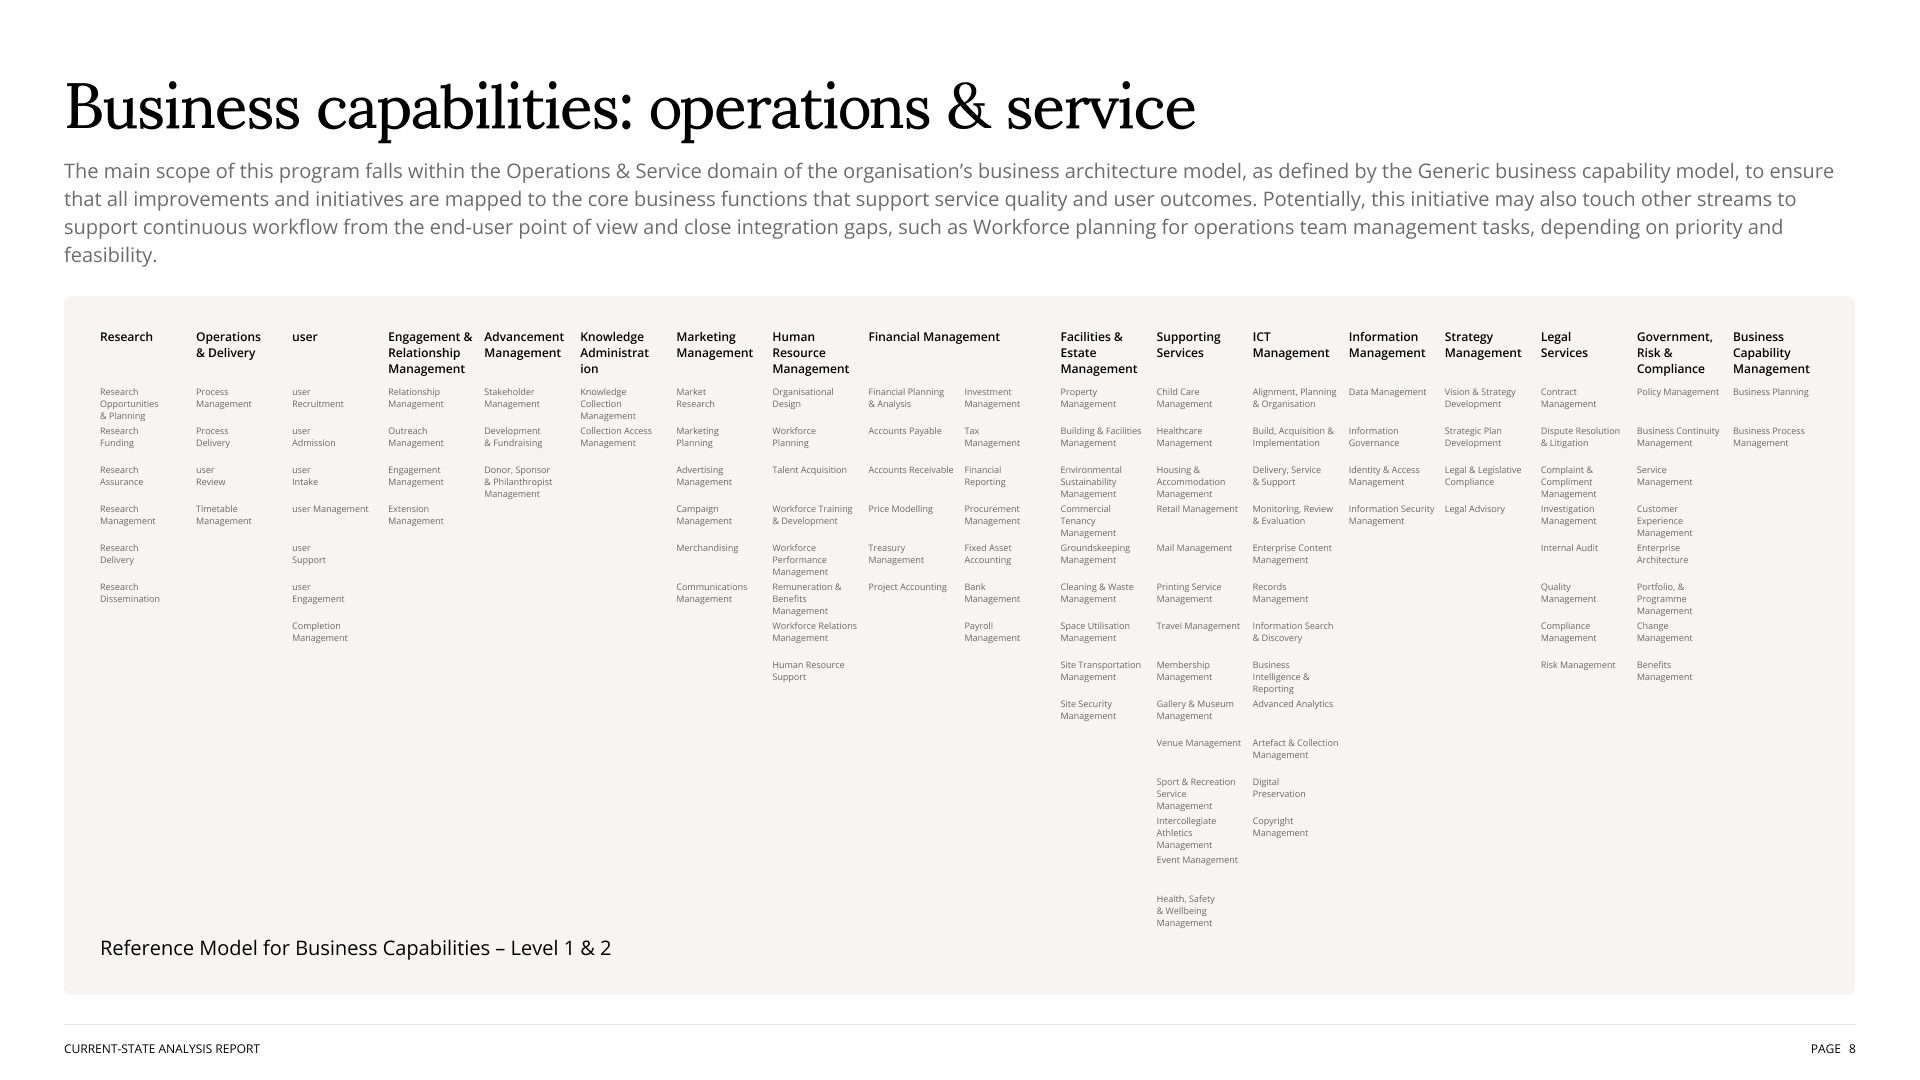 Business capabilities: operations & service
The main scope of this program falls within the Operations & Service domain of the organisation’s business architecture model, as defined by the Generic business capability model, to ensure
that all improvements and initiatives are mapped to the core business functions that support service quality and user outcomes. Potentially, this initiative may also touch other streams to
support continuous workflow from the end-user point of view and close integration gaps, such as Workforce planning for operations team management tasks, depending on priority and
feasibility.
Research
Research
Opportunities
& Planning
Research
Funding
Research
Assurance
Research
Management
Research
Delivery
Research
Dissemination
Operations
& Delivery
Process
Management
Process
Delivery
user
Review
Timetable
Management
user
user
Recruitment
user
Admission
user
Intake
user Management
user
Support
user
Engagement
Completion
Management
Engagement &
Relationship
Management
Relationship
Management
Outreach
Management
Engagement
Management
Extension
Management
Advancement
Management
Stakeholder
Management
Development
& Fundraising
Donor, Sponsor
& Philanthropist
Management
Knowledge
Administrat
ion
Knowledge
Collection
Management
Collection Access
Management
Marketing
Management
Market
Research
Marketing
Planning
Advertising
Management
Campaign
Management
Merchandising
Communications
Management
Human
Resource
Management
Organisational
Design
Workforce
Planning
Talent Acquisition
Workforce Training
& Development
Workforce
Performance
Management
Remuneration &
Benefits
Management
Workforce Relations
Management
Human Resource
Support
Financial Management
Financial Planning
& Analysis
Accounts Payable
Accounts Receivable
Price Modelling
Treasury
Management
Project Accounting
Investment
Management
Tax
Management
Financial
Reporting
Procurement
Management
Fixed Asset
Accounting
Bank
Management
Payroll
Management
Facilities &
Estate
Management
Property
Management
Building & Facilities
Management
Environmental
Sustainability
Management
Commercial
Tenancy
Management
Groundskeeping
Management
Cleaning & Waste
Management
Space Utilisation
Management
Site Transportation
Management
Site Security
Management
Supporting
Services
Child Care
Management
Healthcare
Management
Housing &
Accommodation
Management
Retail Management
Mail Management
Printing Service
Management
Travel Management
Membership
Management
Gallery & Museum
Management
Venue Management
Sport & Recreation
Service
Management
Intercollegiate
Athletics
Management
Event Management
Health, Safety
& Wellbeing
Management
ICT
Management
Alignment, Planning
& Organisation
Build, Acquisition &
Implementation
Delivery, Service
& Support
Monitoring, Review
& Evaluation
Enterprise Content
Management
Records
Management
Information Search
& Discovery
Business
Intelligence &
Reporting
Advanced Analytics
Artefact & Collection
Management
Digital
Preservation
Copyright
Management
Information
Management
Data Management
Information
Governance
Identity & Access
Management
Information Security
Management
Strategy
Management
Vision & Strategy
Development
Strategic Plan
Development
Legal & Legislative
Compliance
Legal Advisory
Legal
Services
Contract
Management
Dispute Resolution
& Litigation
Complaint &
Compliment
Management
Investigation
Management
Internal Audit
Quality
Management
Compliance
Management
Risk Management
Government,
Risk &
Compliance
Policy Management
Business Continuity
Management
Service
Management
Customer
Experience
Management
Enterprise
Architecture
Portfolio, &
Programme
Management
Change
Management
Benefits
Management
Business
Capability
Management
Business Planning
Business Process
Management
Reference Model for Business Capabilities – Level 1 & 2
CURRENT-STATE ANALYSIS REPORT
PAGE 8